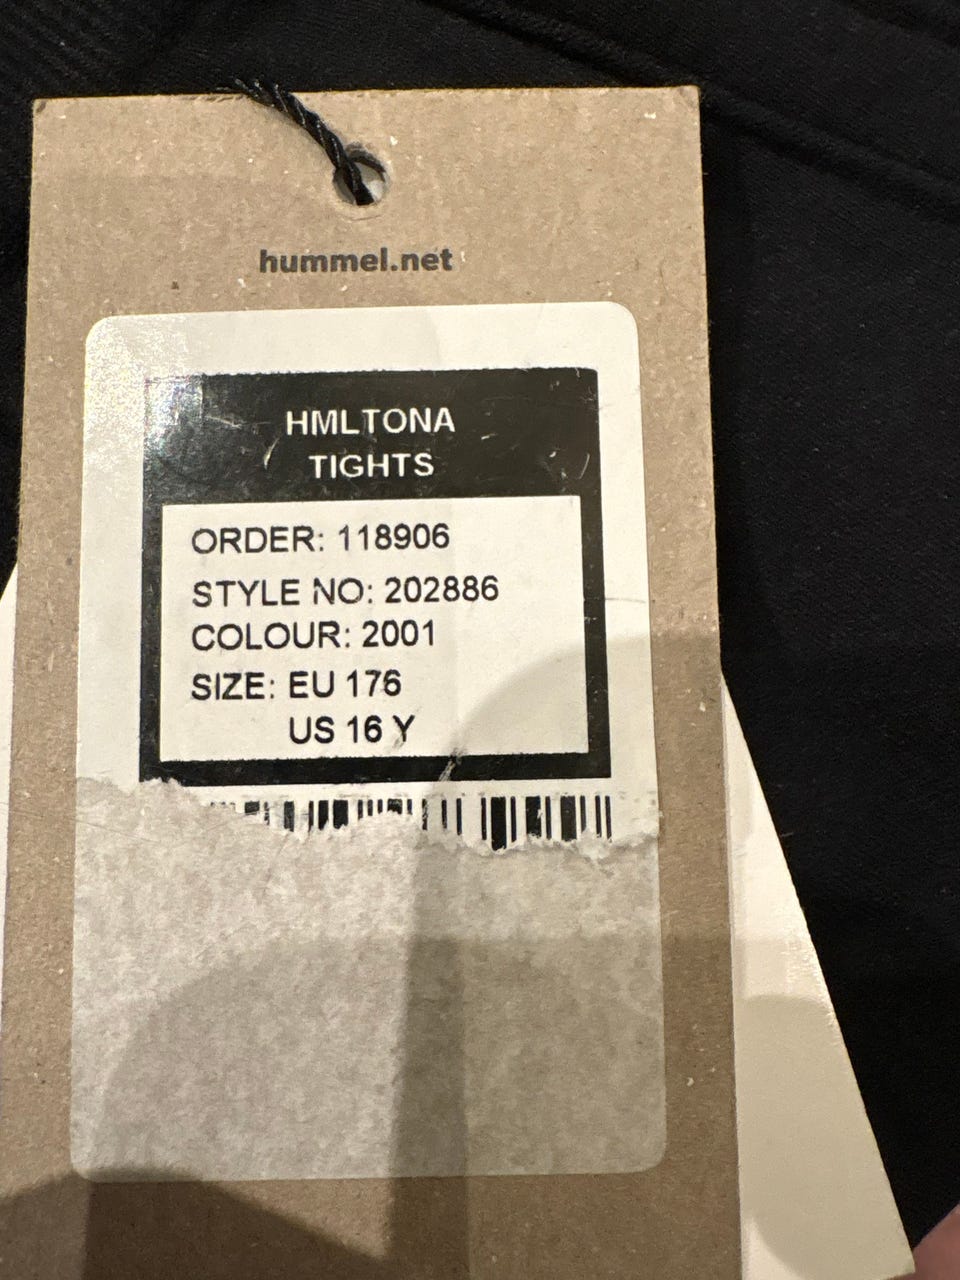 hummel.net
HMLTONA
TIGHTS
ORDER: 118906
STYLE NO: 202886
COLOUR: 2001
SIZE: EU 176
US 16 Y